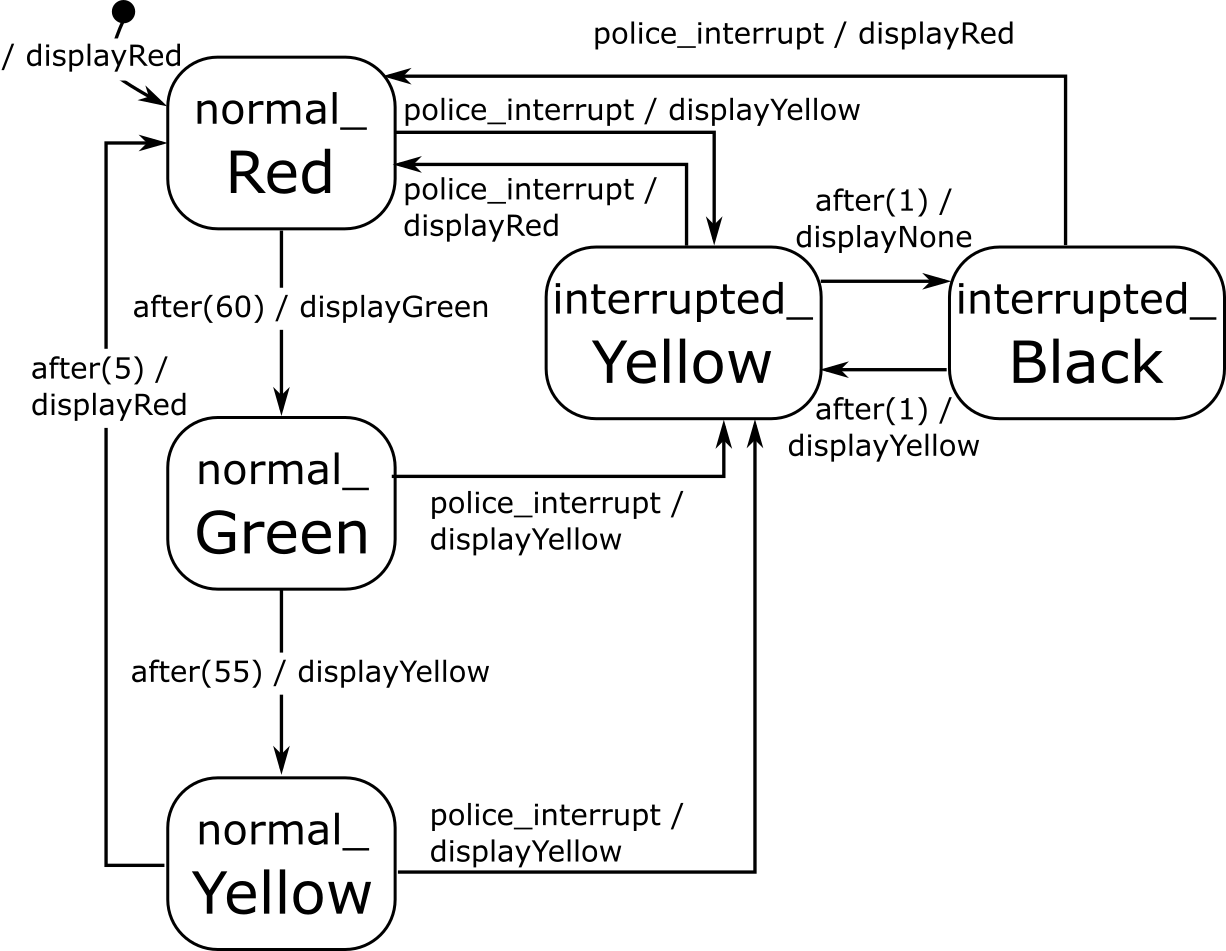 / displayRed
police_interrupt / displayRed
normal_
Red
police_interrupt / displayYellow
police_interrupt /
displayRed
after(1) /
displayNone
after(60) / displayGreen
interrupted_
Yellow
interrupted_
Black
after(5) /
displayRed
after(1) /
displayYellow
normal_
Green
police_interrupt /
displayYellow
after(55) / displayYellow
normal_
Yellow
police_interrupt /
displayYellow